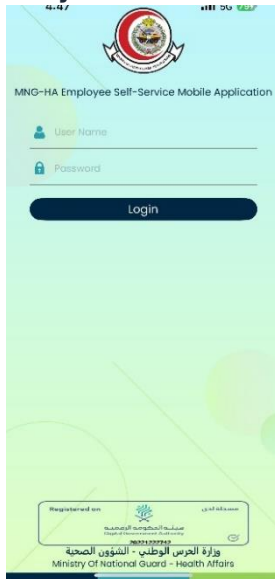 4:47 5G
MNG-HA Employee Self-Service Mobile Application
User Name
Password
Login
Registered on
مسجلة لدى
هيئة الحكومة الرقمية
Digital Government Authority
وزارة الحرس الوطني - الشؤون الصحية
Ministry Of National Guard - Health Affairs